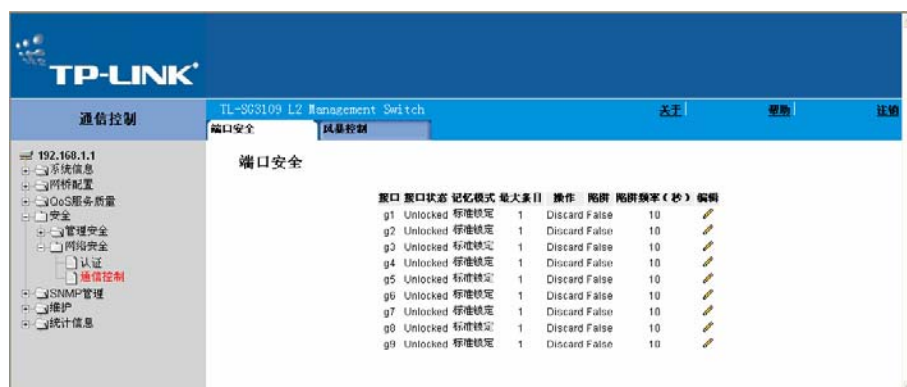 TP-LINK
通信控制
TL-SG3109 L2 Management Switch
关于
帮助
注销
端口安全
风暴控制
192.168.1.1
系统信息
网桥配置
QoS服务质量
安全
管理安全
网络安全
认证
通信控制
SNMP管理
维护
统计信息
端口安全
接口 接口状态 记忆模式 最大条目 操作 陷阱 陷阱频率(秒) 编辑
g1 Unlocked 标准锁定 1 Discard False 10
g2 Unlocked 标准锁定 1 Discard False 10
g3 Unlocked 标准锁定 1 Discard False 10
g4 Unlocked 标准锁定 1 Discard False 10
g5 Unlocked 标准锁定 1 Discard False 10
g6 Unlocked 标准锁定 1 Discard False 10
g7 Unlocked 标准锁定 1 Discard False 10
g8 Unlocked 标准锁定 1 Discard False 10
g9 Unlocked 标准锁定 1 Discard False 10